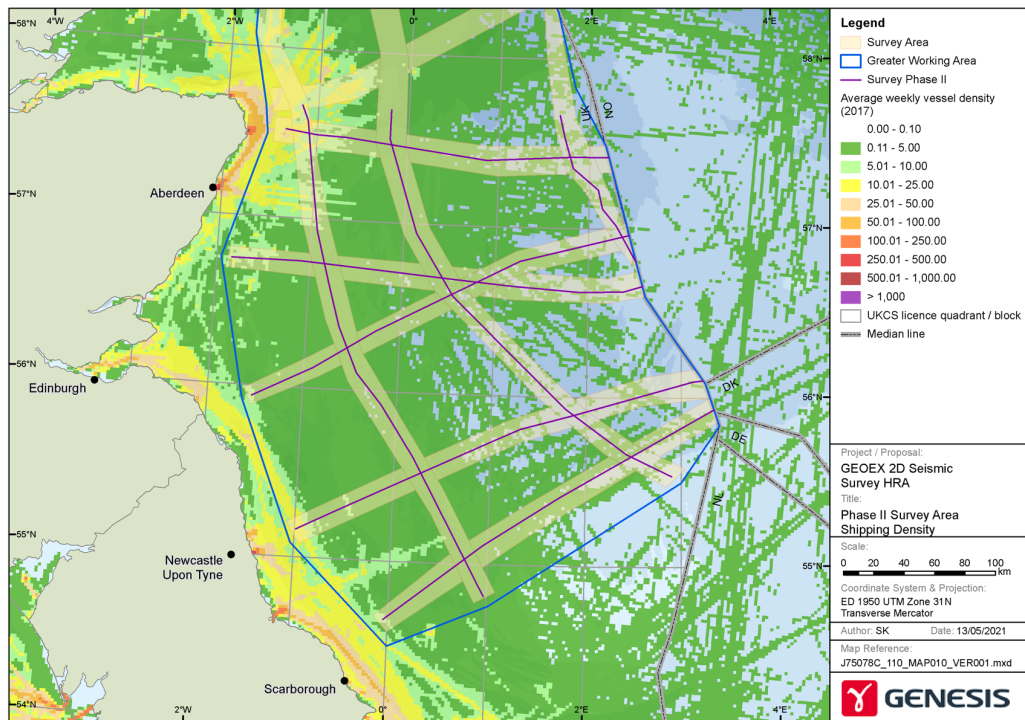 58°N
4°W
2°W
0°
2°E
4°E
58°N
UK
NO
57°N
Aberdeen
57°N
56°N
Edinburgh
56°N
DK
DE
NL
55°N
Newcastle
Upon Tyne
55°N
Scarborough
54°N
2°W
0°
2°E
4°E
Legend
Survey Area
Greater Working Area
Survey Phase II
Average weekly vessel density
(2017)
0.00 - 0.10
0.11 - 5.00
5.01 - 10.00
10.01 - 25.00
25.01 - 50.00
50.01 - 100.00
100.01 - 250.00
250.01 - 500.00
500.01 - 1,000.00
> 1,000
UKCS licence quadrant / block
Median line
Project / Proposal:
GEOEX 2D Seismic
Survey HRA
Title:
Phase II Survey Area
Shipping Density
Scale:
0 20 40 60 80 100
km
Coordinate System & Projection:
ED 1950 UTM Zone 31N
Transverse Mercator
Author: SK Date: 13/05/2021
Map Reference:
J75078C_110_MAP010_VER001.mxd
GENESIS